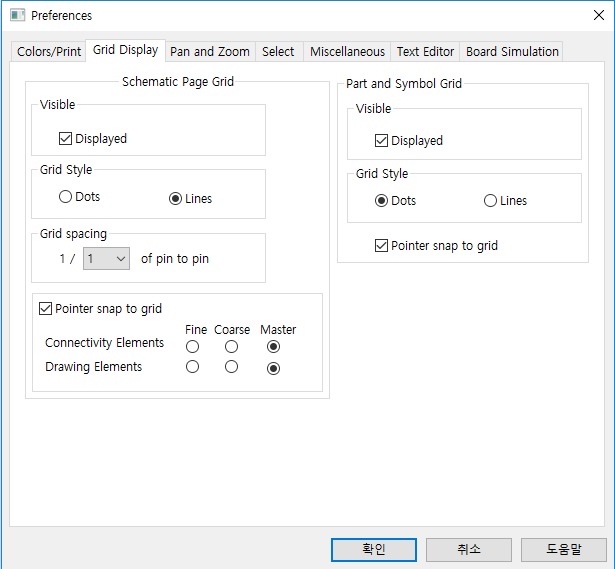 Preferences
Colors/Print Grid Display Pan and Zoom Select Miscellaneous Text Editor Board Simulation
Schematic Page Grid
Visible
Displayed
Grid Style
Dots Lines
Grid spacing
1 / 1 of pin to pin
Pointer snap to grid
Fine Coarse Master
Connectivity Elements
Drawing Elements
Part and Symbol Grid
Visible
Displayed
Grid Style
Dots Lines
Pointer snap to grid
확인 취소 도움말